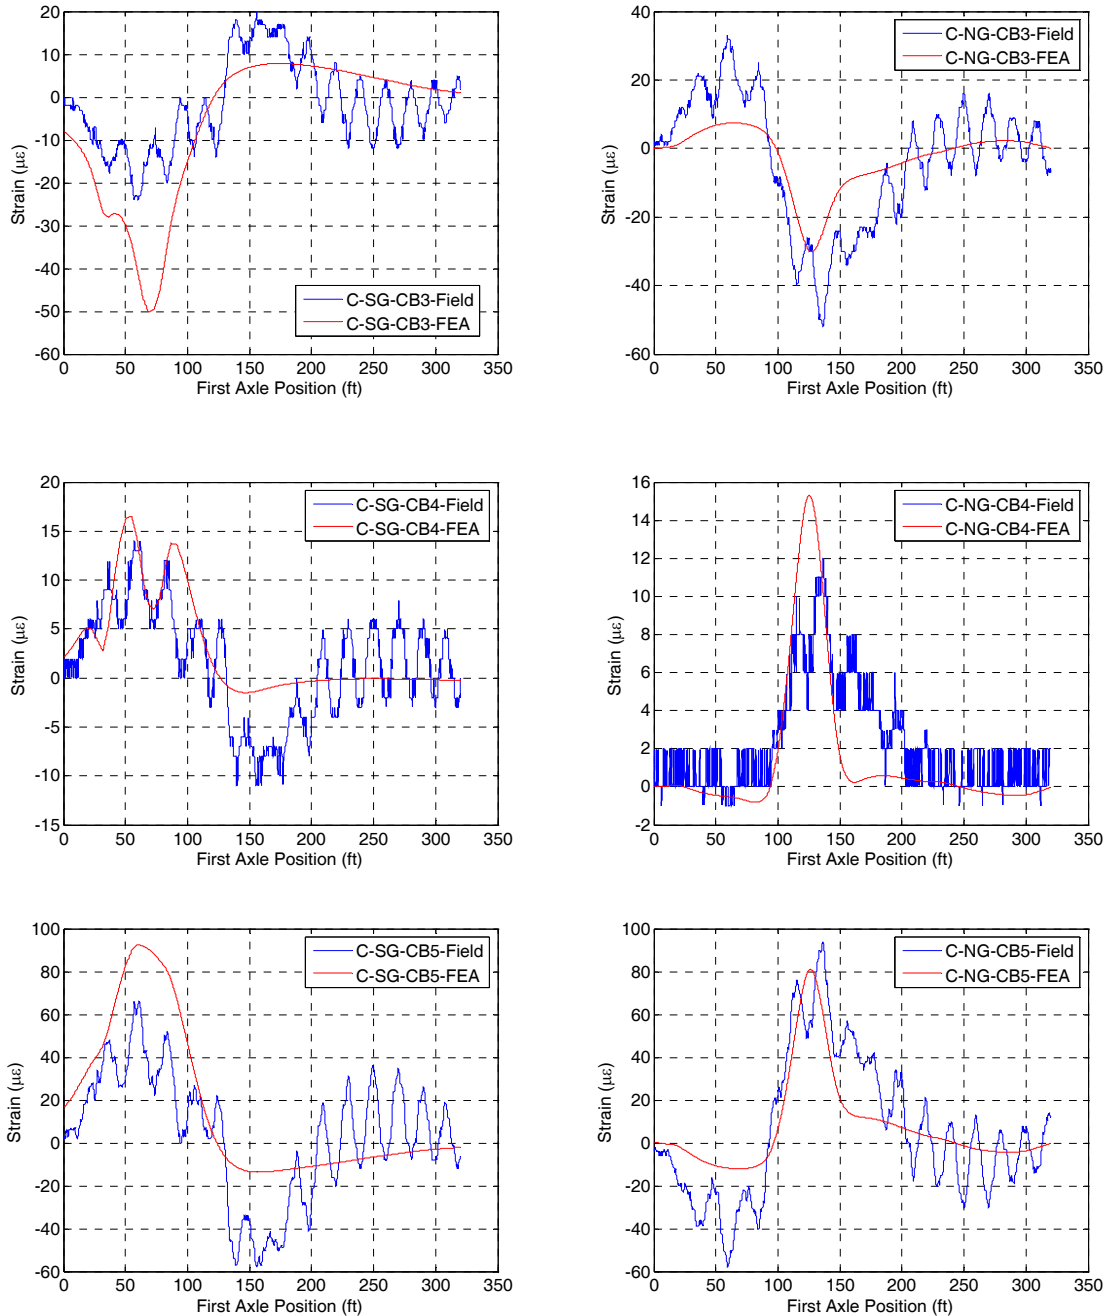 20
10
0
-10
-20
-30
-40
-50
-60
Strain (με)
C-SG-CB3-Field
C-SG-CB3-FEA
0 50 100 150 200 250 300 350
First Axle Position (ft)
40
20
0
-20
-40
-60
Strain (με)
C-NG-CB3-Field
C-NG-CB3-FEA
0 50 100 150 200 250 300 350
First Axle Position (ft)
20
15
10
5
0
-5
-10
-15
Strain (με)
C-SG-CB4-Field
C-SG-CB4-FEA
0 50 100 150 200 250 300 350
First Axle Position (ft)
16
14
12
10
8
6
4
2
0
-2
Strain (με)
C-NG-CB4-Field
C-NG-CB4-FEA
0 50 100 150 200 250 300 350
First Axle Position (ft)
100
80
60
40
20
0
-20
-40
-60
Strain (με)
C-SG-CB5-Field
C-SG-CB5-FEA
0 50 100 150 200 250 300 350
First Axle Position (ft)
100
80
60
40
20
0
-20
-40
-60
Strain (με)
C-NG-CB5-Field
C-NG-CB5-FEA
0 50 100 150 200 250 300 350
First Axle Position (ft)